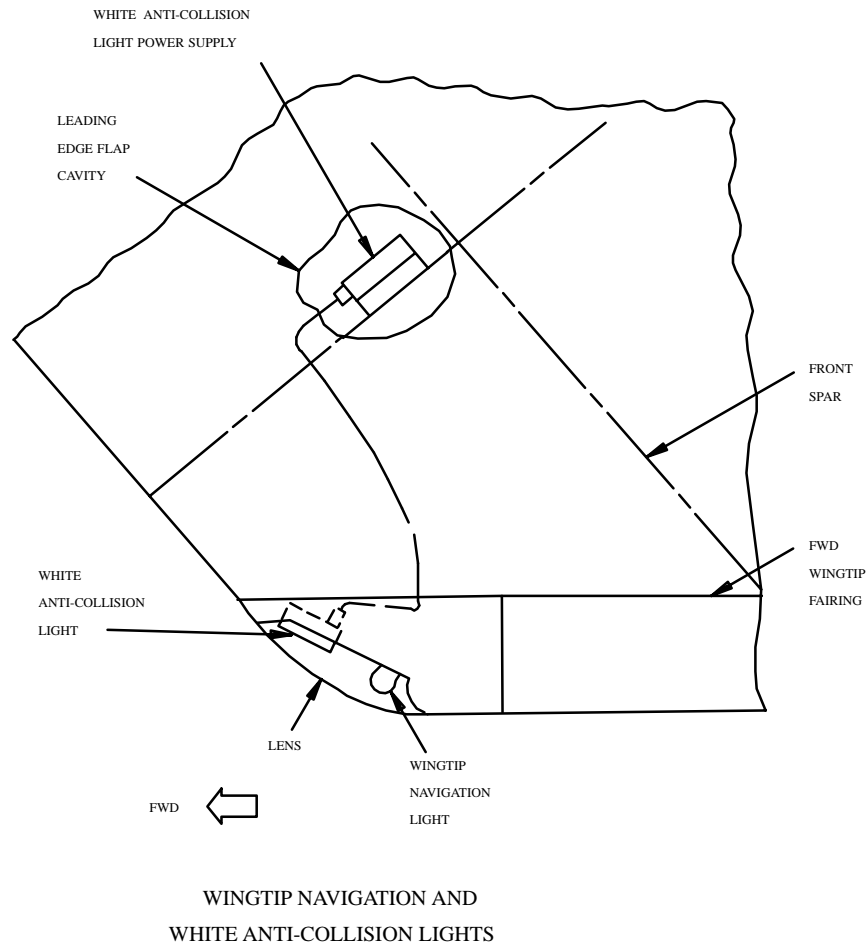 WHITE ANTI-COLLISION
LIGHT POWER SUPPLY
LEADING
EDGE FLAP
CAVITY
FRONT
SPAR
FWD
WINGTIP
FAIRING
WHITE
ANTI-COLLISION
LIGHT
LENS
WINGTIP
NAVIGATION
LIGHT
FWD
WINGTIP NAVIGATION AND
WHITE ANTI-COLLISION LIGHTS